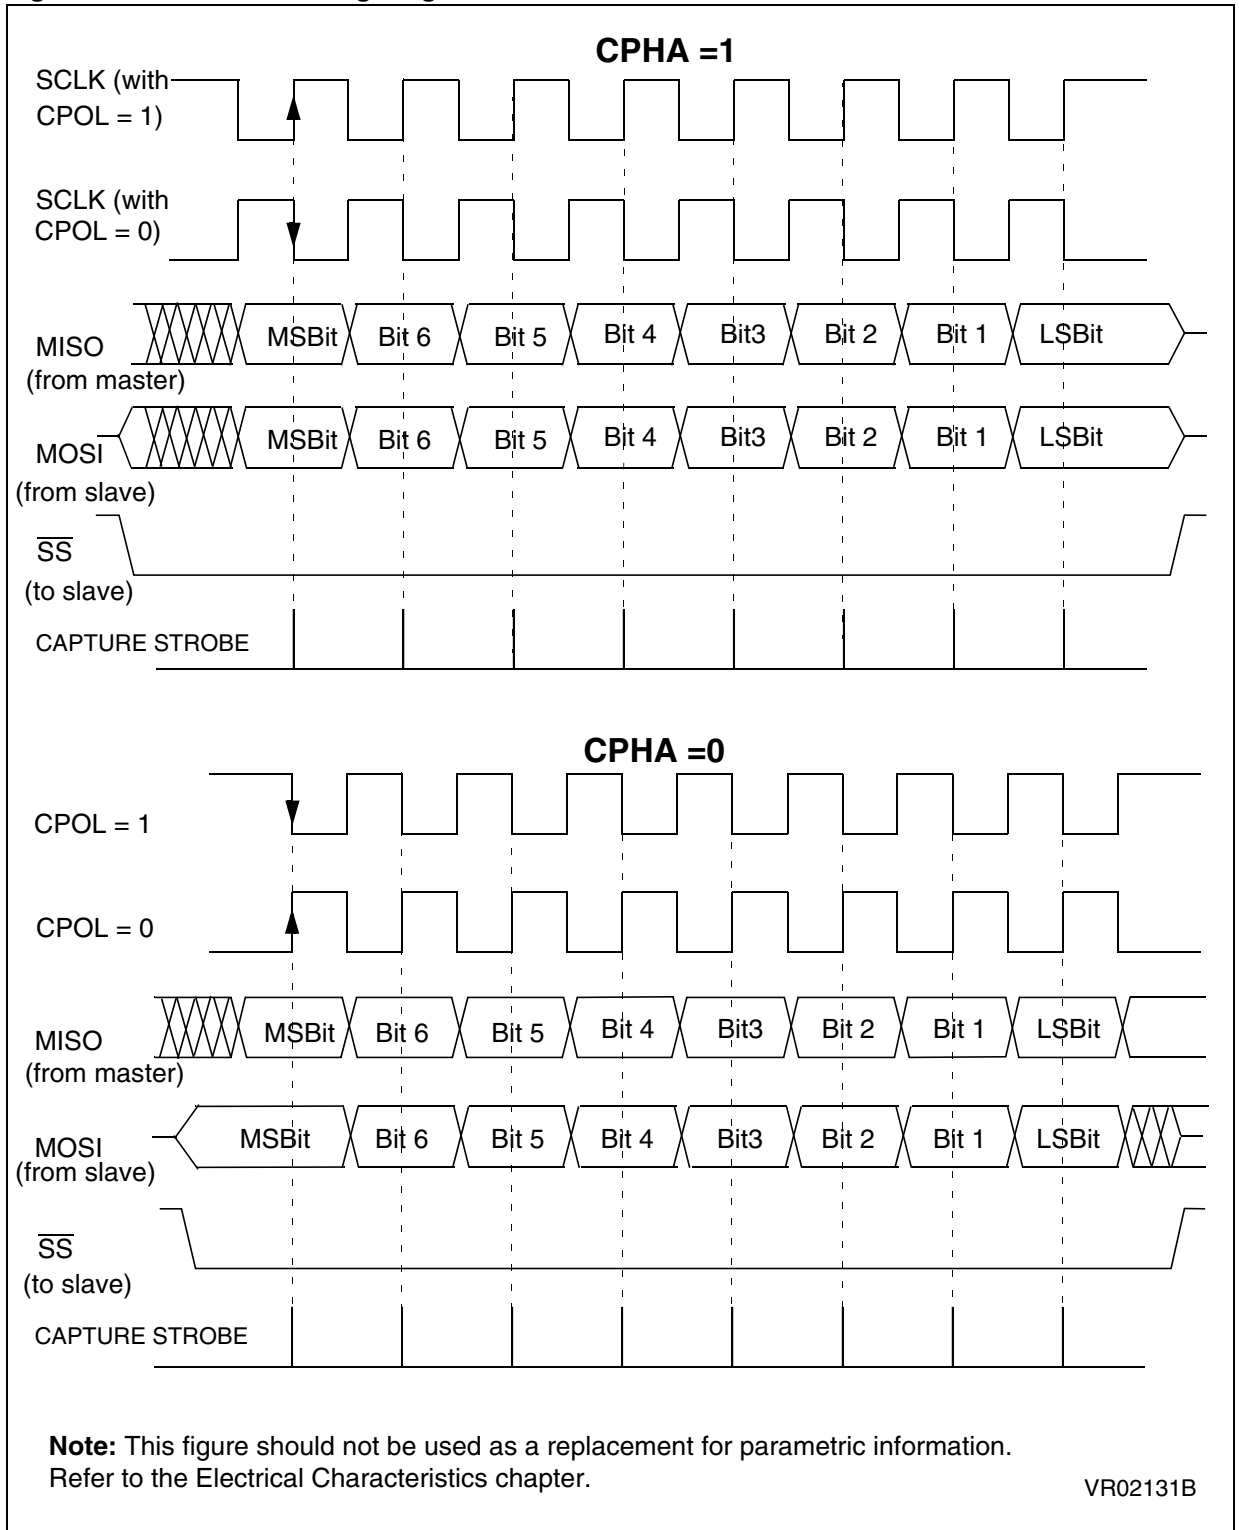 CPHA =1
SCLK (with
CPOL = 1)
SCLK (with
CPOL = 0)
MISO
(from master)
MSBit Bit 6 Bit 5 Bit 4 Bit3 Bit 2 Bit 1 LSBit
MOSI
(from slave)
MSBit Bit 6 Bit 5 Bit 4 Bit3 Bit 2 Bit 1 LSBit
SS
(to slave)
CAPTURE STROBE
CPHA =0
CPOL = 1
CPOL = 0
MISO
(from master)
MSBit Bit 6 Bit 5 Bit 4 Bit3 Bit 2 Bit 1 LSBit
MOSI
(from slave)
MSBit Bit 6 Bit 5 Bit 4 Bit3 Bit 2 Bit 1 LSBit
SS
(to slave)
CAPTURE STROBE
Note: This figure should not be used as a replacement for parametric information.
Refer to the Electrical Characteristics chapter.
VR02131B